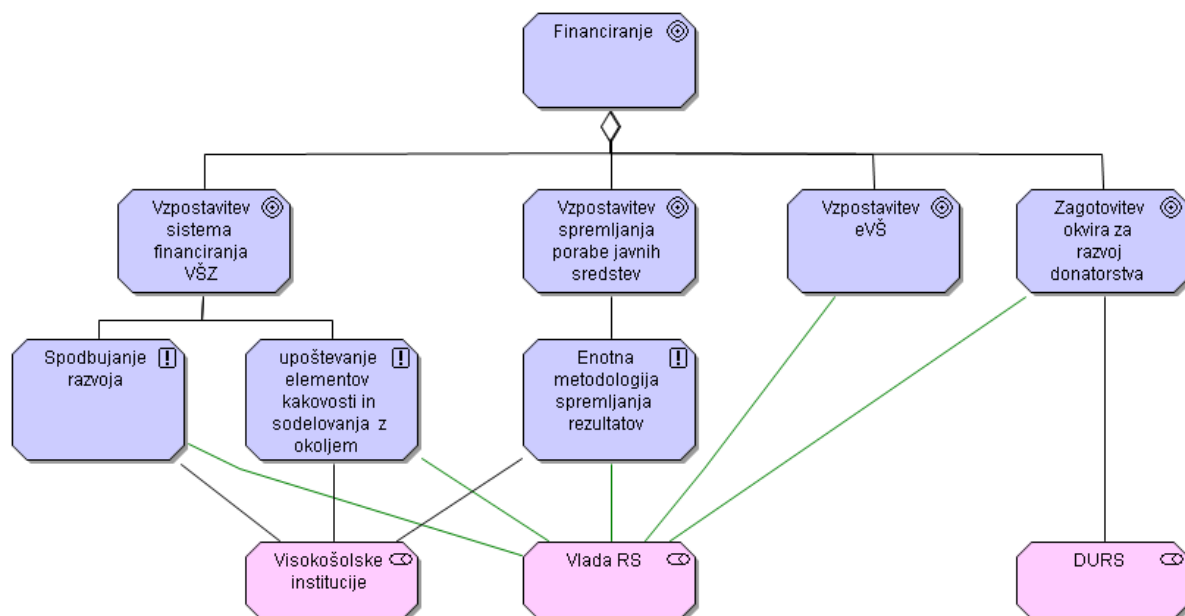 Financiranje
Vzpostavitev
sistema
financiranja
VŠZ
Vzpostavitev
spremljanja
porabe javnih
sredstev
Vzpostavitev
eVŠ
Zagotovitev
okvira za
razvoj
donatorstva
Spodbujanje
razvoja
upoštevanje
elementov
kakovosti in
sodelovanja z
okoljem
Enotna
metodologija
spremljanja
rezultatov
Visokošolske
institucije
Vlada RS
DURS